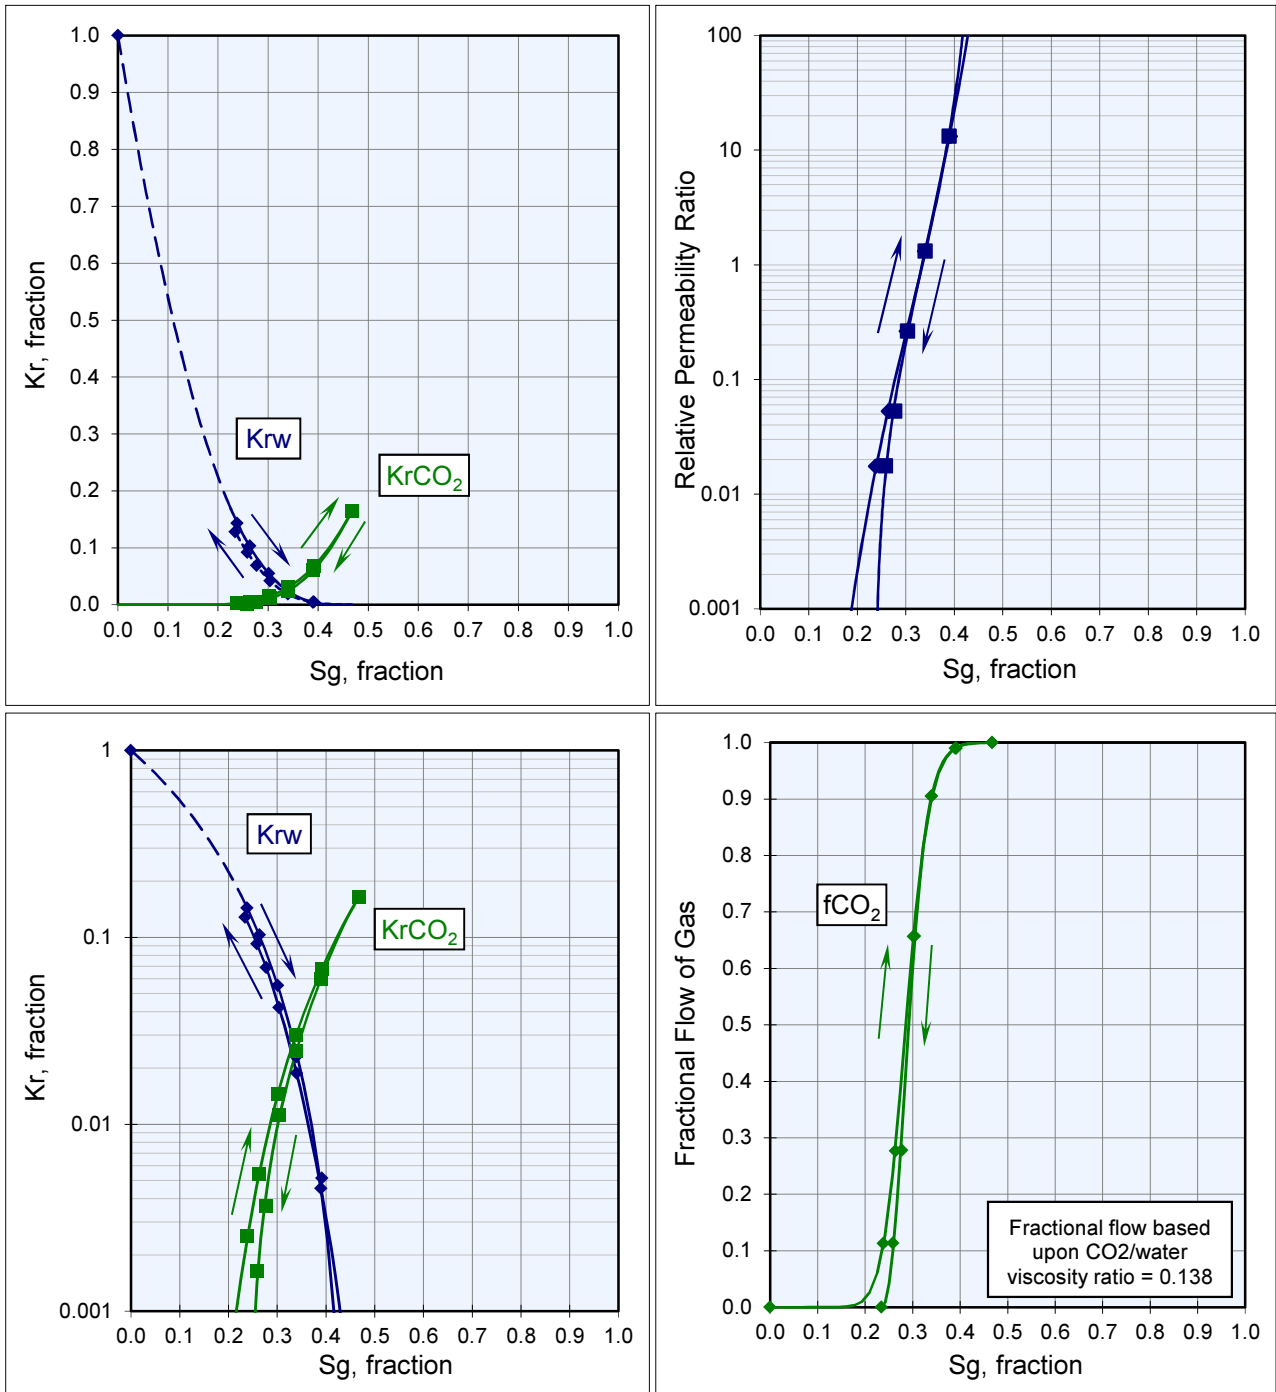 1.0
0.9
0.8
0.7
0.6
0.5
0.4
0.3
0.2
0.1
0.0
Kr, fraction
Krw
KrCO₂
0.0 0.1 0.2 0.3 0.4 0.5 0.6 0.7 0.8 0.9 1.0
Sg, fraction
100
10
1
0.1
0.01
0.001
Relative Permeability Ratio
0.0 0.1 0.2 0.3 0.4 0.5 0.6 0.7 0.8 0.9 1.0
Sg, fraction
1
0.1
0.01
0.001
Kr, fraction
Krw
KrCO₂
0.0 0.1 0.2 0.3 0.4 0.5 0.6 0.7 0.8 0.9 1.0
Sg, fraction
1.0
0.9
0.8
0.7
0.6
0.5
0.4
0.3
0.2
0.1
0.0
Fractional Flow of Gas
fCO₂
Fractional flow based
upon CO2/water
viscosity ratio = 0.138
0.0 0.1 0.2 0.3 0.4 0.5 0.6 0.7 0.8 0.9 1.0
Sg, fraction